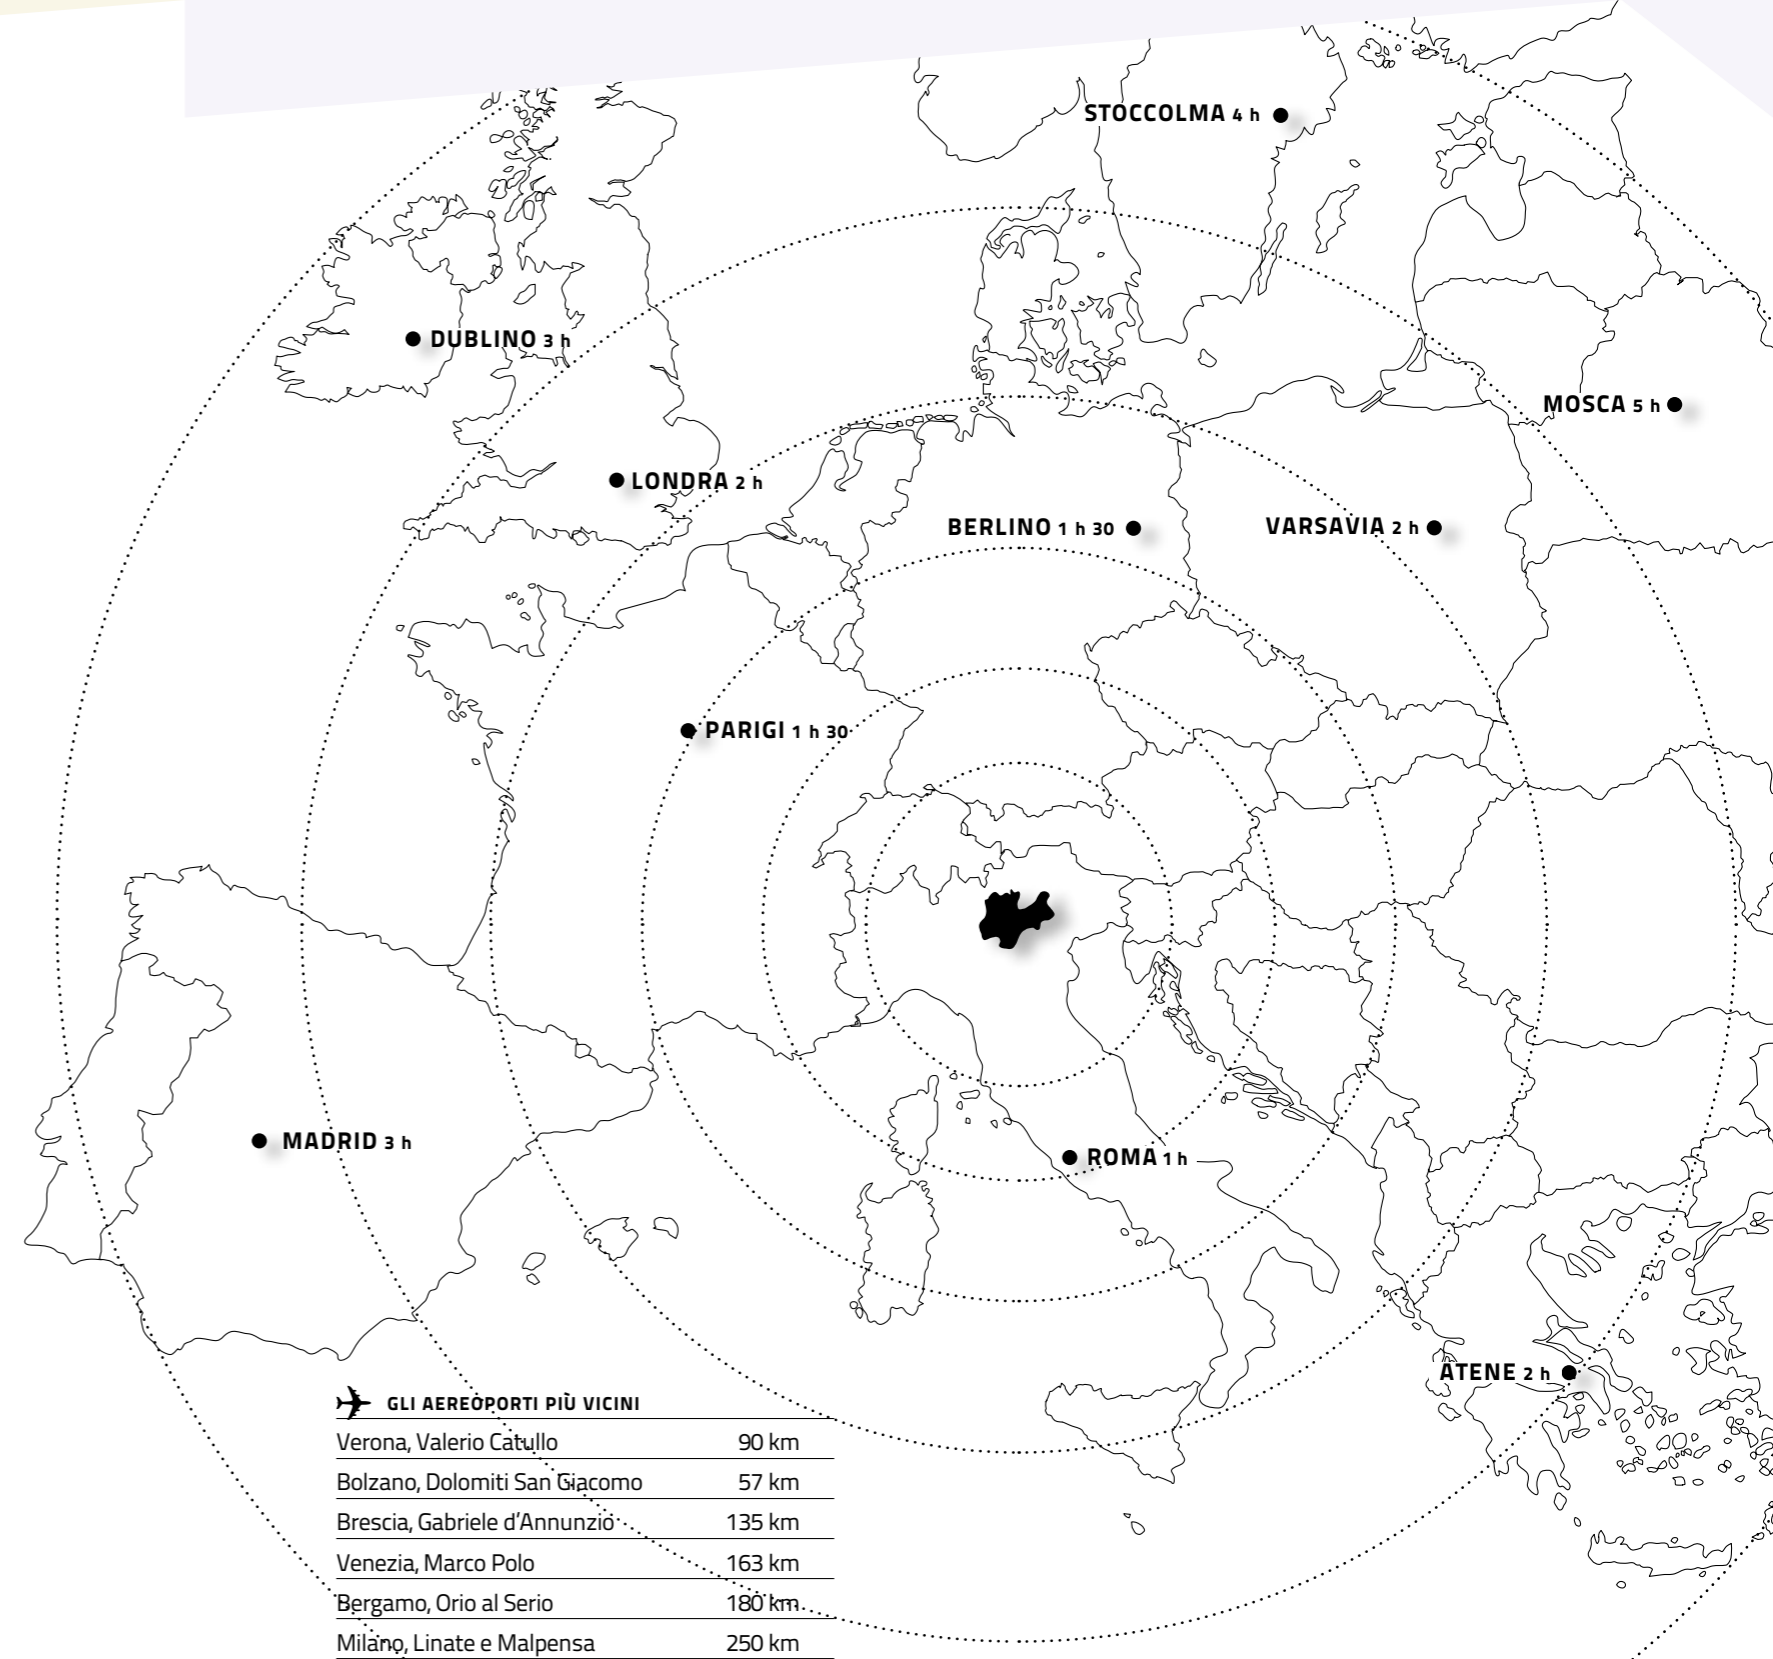 STOCCOLMA 4 h
DUBLINO 3 h
MOSCA 5 h
LONDRA 2 h
BERLINO 1 h 30
VARSAVIA 2 h
PARIGI 1 h 30
MADRID 3 h
ROMA 1 h
ATENE 2 h
GLI AEREOPORTI PIÙ VICINI
Verona, Valerio Catullo 90 km
Bolzano, Dolomiti San Giacomo 57 km
Brescia, Gabriele d’Annunzio 135 km
Venezia, Marco Polo 163 km
Bergamo, Orio al Serio 180 km
Milano, Linate e Malpensa 250 km